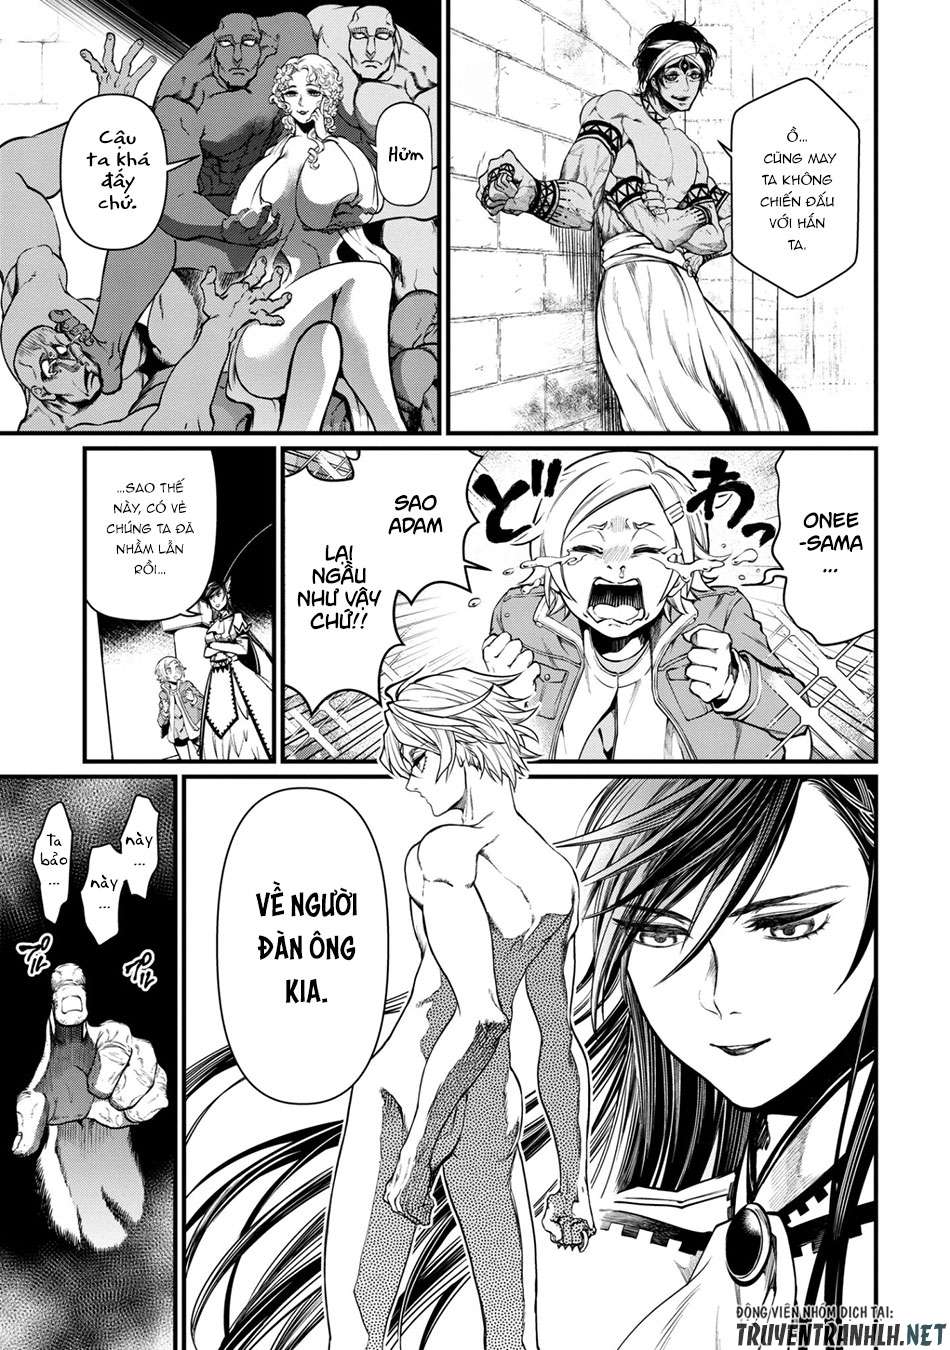 Ồ...
CŨNG MAY
TA KHÔNG
CHIẾN ĐẤU
VỚI HẮN
TA.
Hừm
Cậu
ta khá
đấy
chứ.
ONEE
-SAMA
...
あっ
ど
SAO
ADAM
LẠI
NGẦU
NHƯ VẬY
CHỨ!!
...SAO THẾ
NÀY, CÓ VẺ
CHÚNG TA ĐÃ
NHẦM LẪN
RỒI...
VỀ NGƯỜI
ĐÀN ÔNG
KIA.
này
...
này
...
ta
bảo
...
ĐỘNG VIÊN NHÓM DỊCH TẠI:
TRUYENTRANHLH.NET